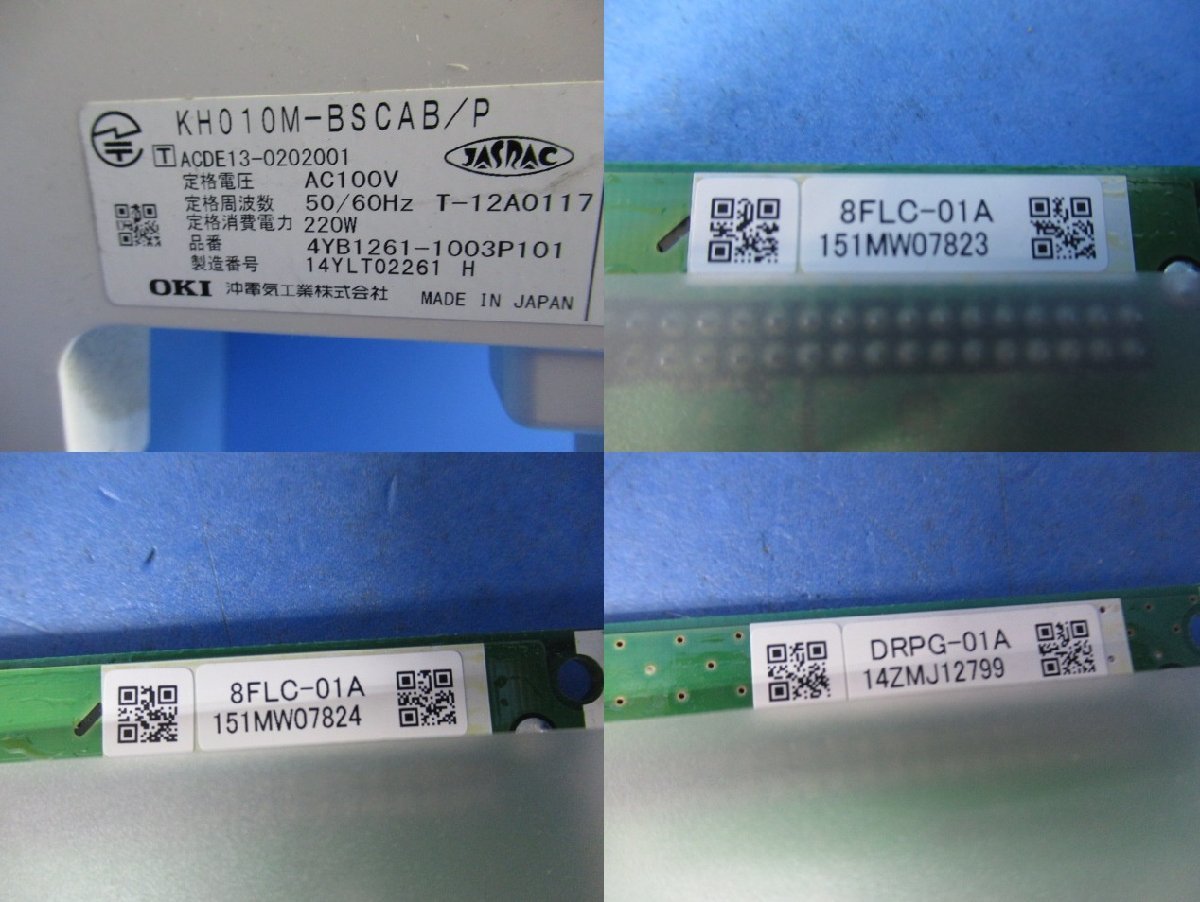 KH010M-BSCAB/P
T ACDE13-0202001
JASRAC
定格電圧 AC100V
定格周波数 50/60Hz T-12A0117
定格消費電力 220W
品番 4YB1261-1003P101
製造番号 14YLT02261 H
OKI 沖電気工業株式会社 MADE IN JAPAN
8FLC-01A
151MW07823
8FLC-01A
151MW07824
DRPG-01A
14ZMJ12799